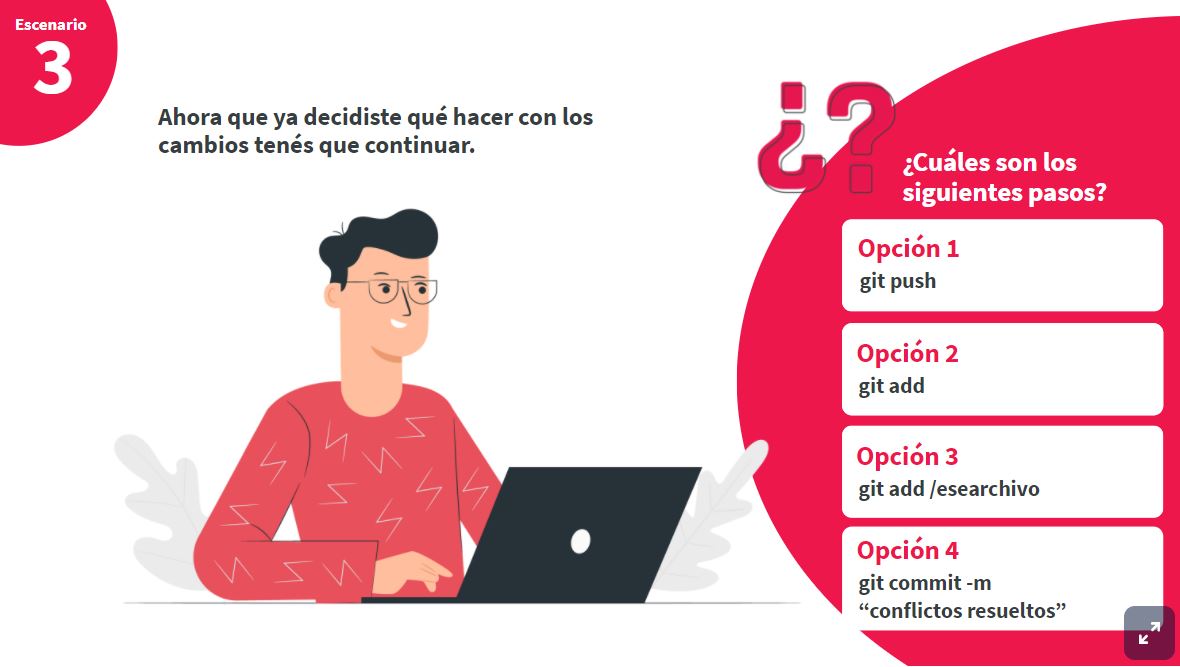 Escenario
3
Ahora que ya decidiste qué hacer con los
cambios tenés que continuar.
¿?
¿Cuáles son los
siguientes pasos?
Opción 1
git push
Opción 2
git add
Opción 3
git add /esearchivo
Opción 4
git commit -m
“conflictos resueltos”